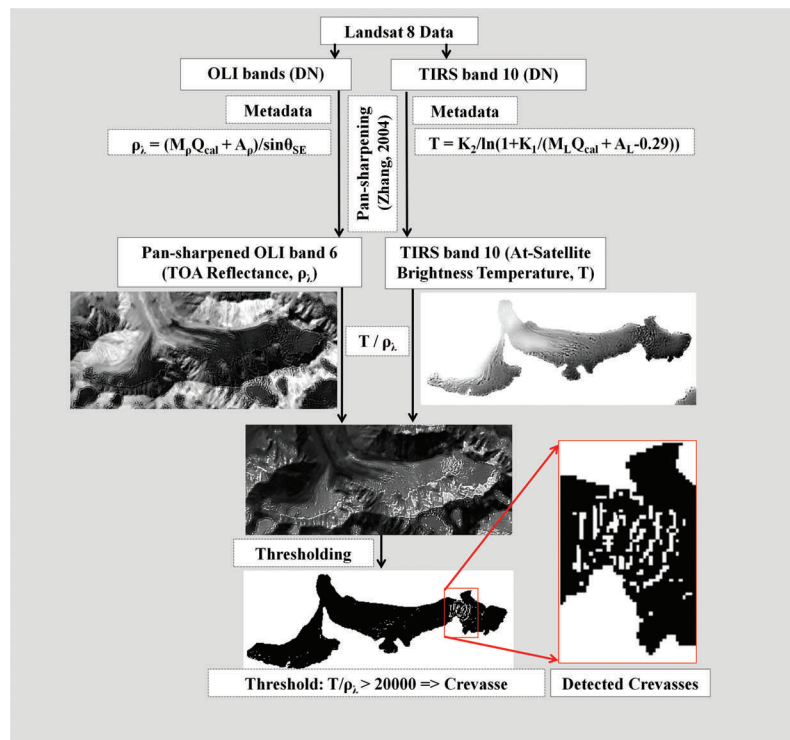 Landsat 8 Data
OLI bands (DN)
TIRS band 10 (DN)
Metadata
Metadata
ρλ = (MρQcal + Aρ)/sinθSE
T = K2/ln(1+K1/(MLQcal + AL-0.29))
Pan-sharpening
(Zhang, 2004)
Pan-sharpened OLI band 6
(TOA Reflectance, ρλ)
TIRS band 10 (At-Satellite
Brightness Temperature, T)
T / ρλ
Thresholding
Threshold: T/ρλ > 20000 => Crevasse
Detected Crevasses